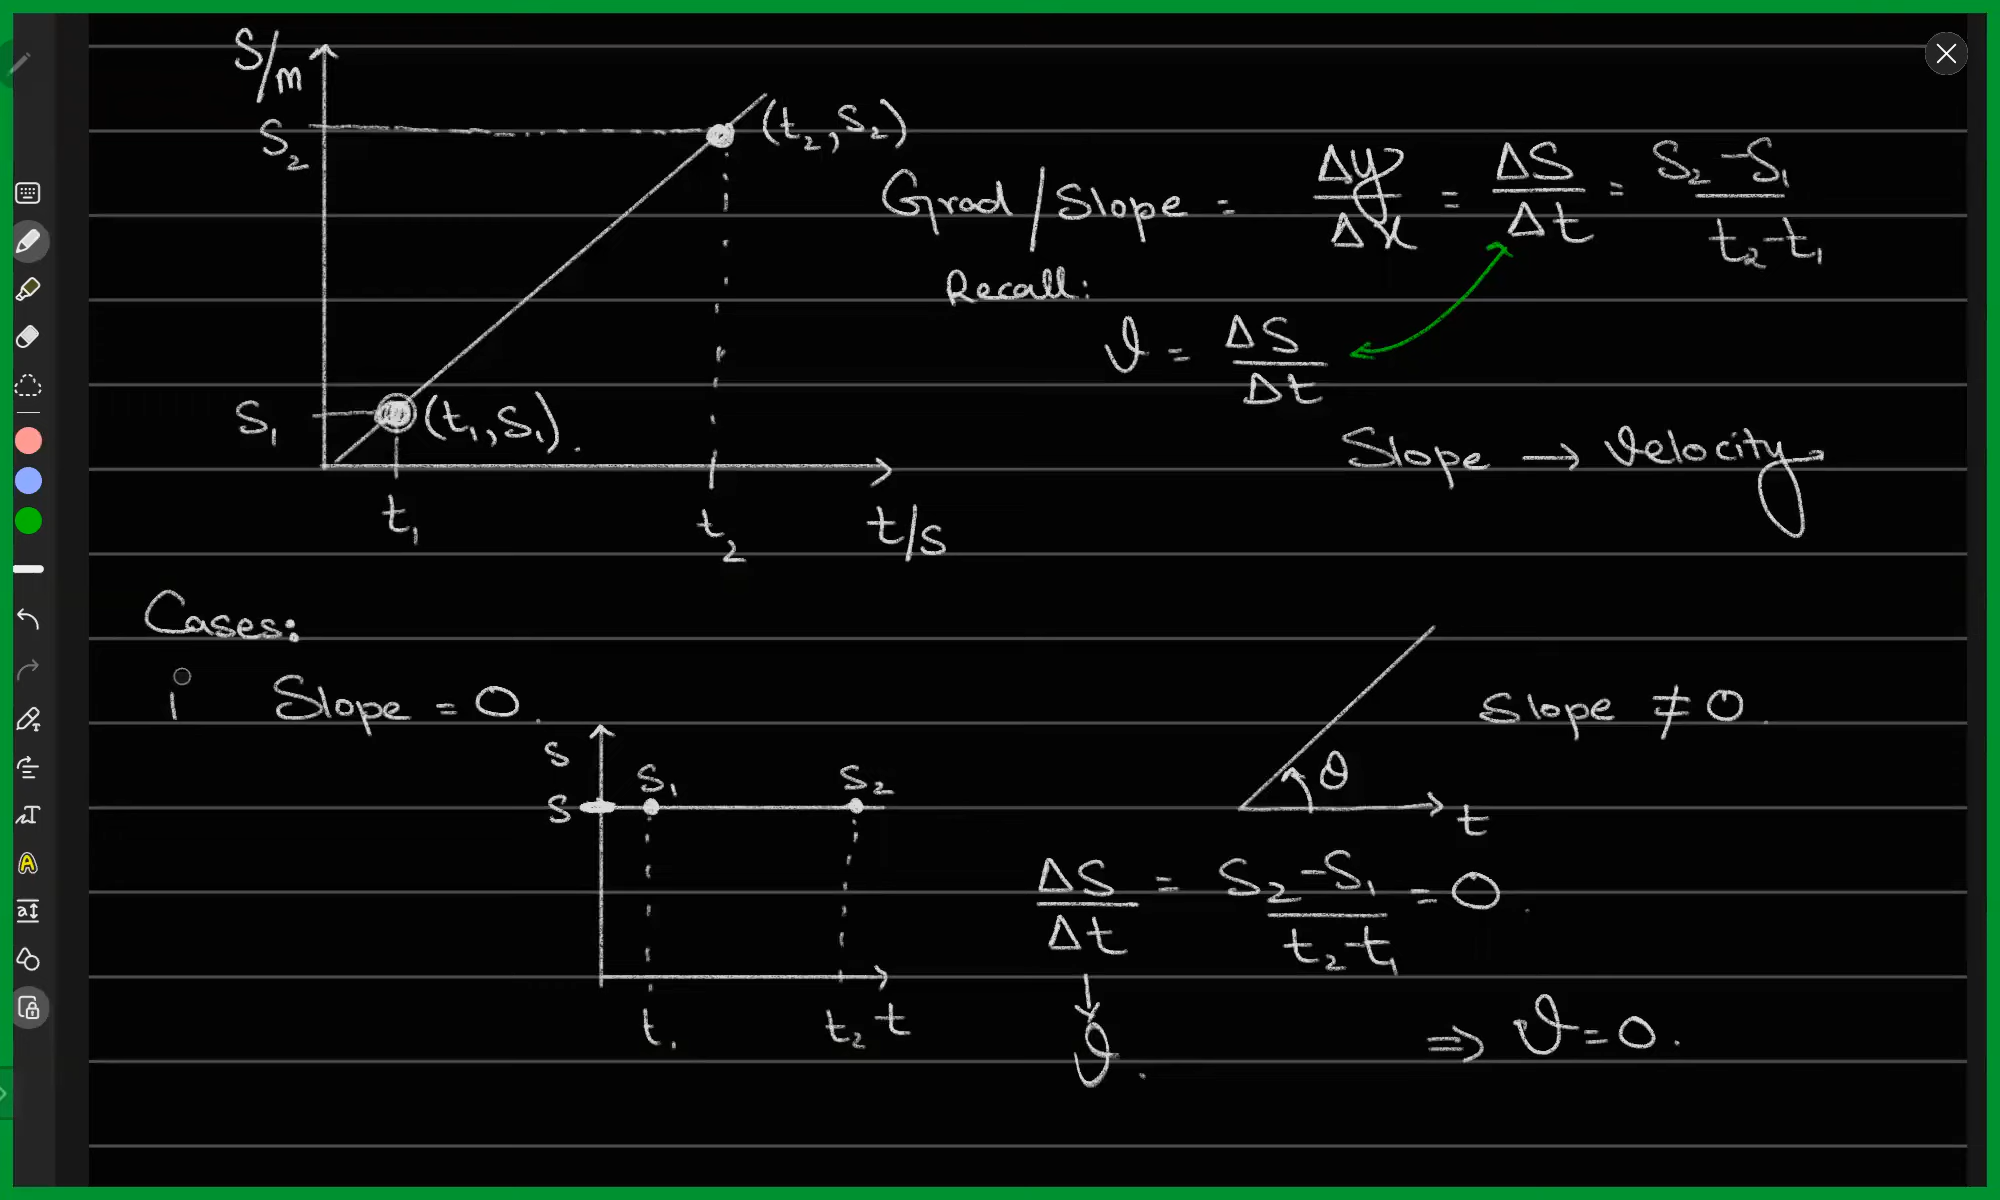 S/m
S₂
(t₂, S₂)
Grad/Slope = Δy/Δx = ΔS/Δt = S₂-S₁/t₂-t₁
Recall:
v = ΔS/Δt
S₁
(t₁, S₁).
Slope → velocity
t₁
t₂
t/s
Cases:
i Slope = 0.
Slope ≠ 0.
s
S
S₁
S₂
θ
t
ΔS/Δt = S₂-S₁/t₂-t₁ = 0.
t₁
t₂
t
v.
⇒ v = 0.